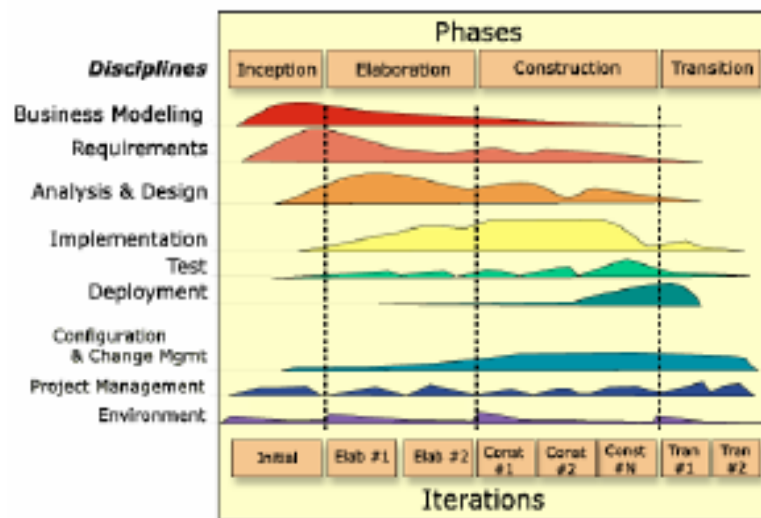 Phases
Disciplines
Inception
Elaboration
Construction
Transition
Business Modeling
Requirements
Analysis & Design
Implementation
Test
Deployment
Configuration
& Change Mgmt
Project Management
Environment
Initial
Elab #1
Elab #2
Const
#1
Const
#2
Const
#N
Tran
#1
Tran
#2
Iterations